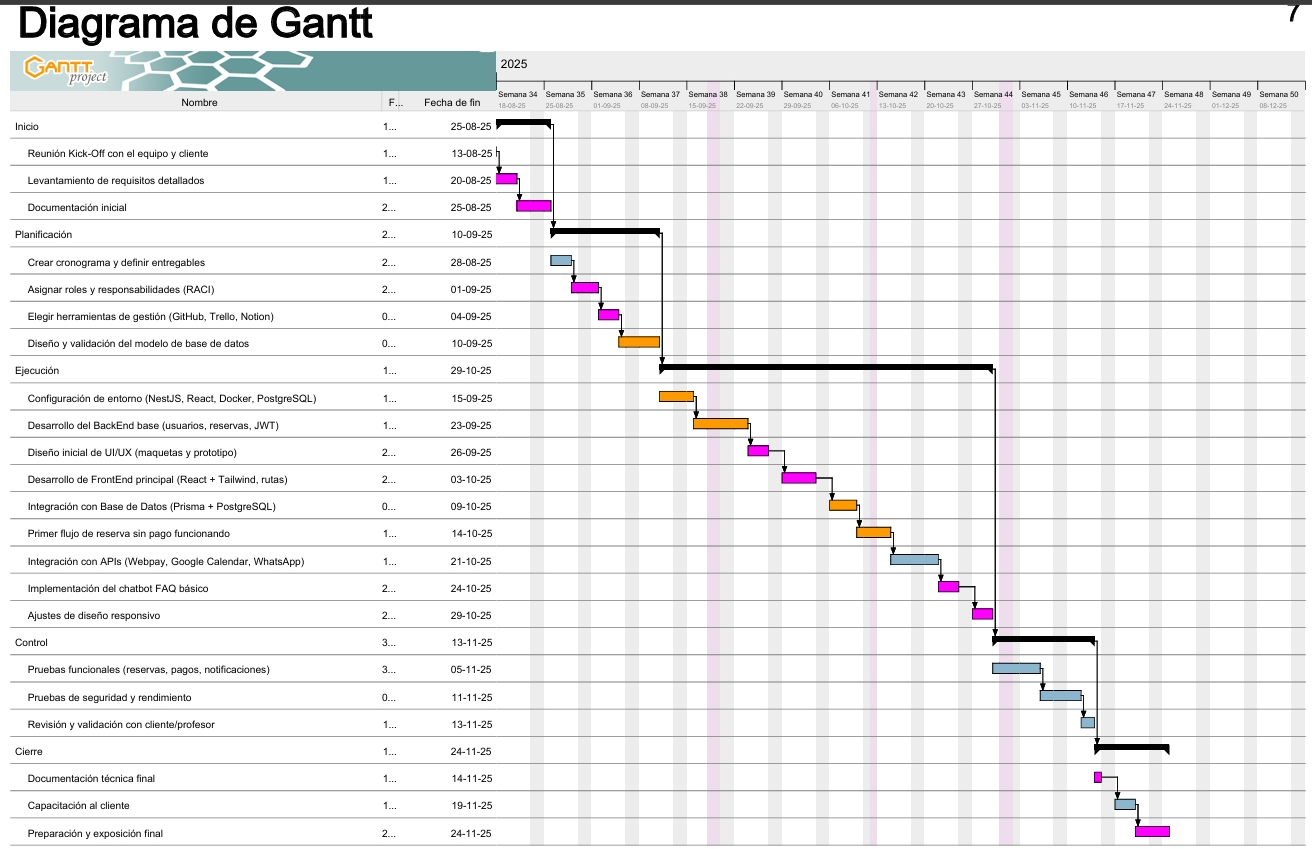 Diagrama de Gantt
7
GANTT
project
2025
Semana 34 Semana 35 Semana 36 Semana 37 Semana 38 Semana 39 Semana 40 Semana 41 Semana 42 Semana 43 Semana 44 Semana 45 Semana 46 Semana 47 Semana 48 Semana 49 Semana 50
Nombre F... Fecha de fin 18-08-25 25-08-25 01-09-25 08-09-25 15-09-25 22-09-25 29-09-25 06-10-25 13-10-25 20-10-25 27-10-25 03-11-25 10-11-25 17-11-25 24-11-25 01-12-25 08-12-25
Inicio 1... 25-08-25
Reunión Kick-Off con el equipo y cliente 1... 13-08-25
Levantamiento de requisitos detallados 1... 20-08-25
Documentación inicial 2... 25-08-25
Planificación 2... 10-09-25
Crear cronograma y definir entregables 2... 28-08-25
Asignar roles y responsabilidades (RACI) 2... 01-09-25
Elegir herramientas de gestión (GitHub, Trello, Notion) 0... 04-09-25
Diseño y validación del modelo de base de datos 0... 10-09-25
Ejecución 1... 29-10-25
Configuración de entorno (NestJS, React, Docker, PostgreSQL) 1... 15-09-25
Desarrollo del BackEnd base (usuarios, reservas, JWT) 1... 23-09-25
Diseño inicial de UI/UX (maquetas y prototipo) 2... 26-09-25
Desarrollo de FrontEnd principal (React + Tailwind, rutas) 2... 03-10-25
Integración con Base de Datos (Prisma + PostgreSQL) 0... 09-10-25
Primer flujo de reserva sin pago funcionando 1... 14-10-25
Integración con APIs (Webpay, Google Calendar, WhatsApp) 1... 21-10-25
Implementación del chatbot FAQ básico 2... 24-10-25
Ajustes de diseño responsivo 2... 29-10-25
Control 3... 13-11-25
Pruebas funcionales (reservas, pagos, notificaciones) 3... 05-11-25
Pruebas de seguridad y rendimiento 0... 11-11-25
Revisión y validación con cliente/profesor 1... 13-11-25
Cierre 1... 24-11-25
Documentación técnica final 1... 14-11-25
Capacitación al cliente 1... 19-11-25
Preparación y exposición final 2... 24-11-25